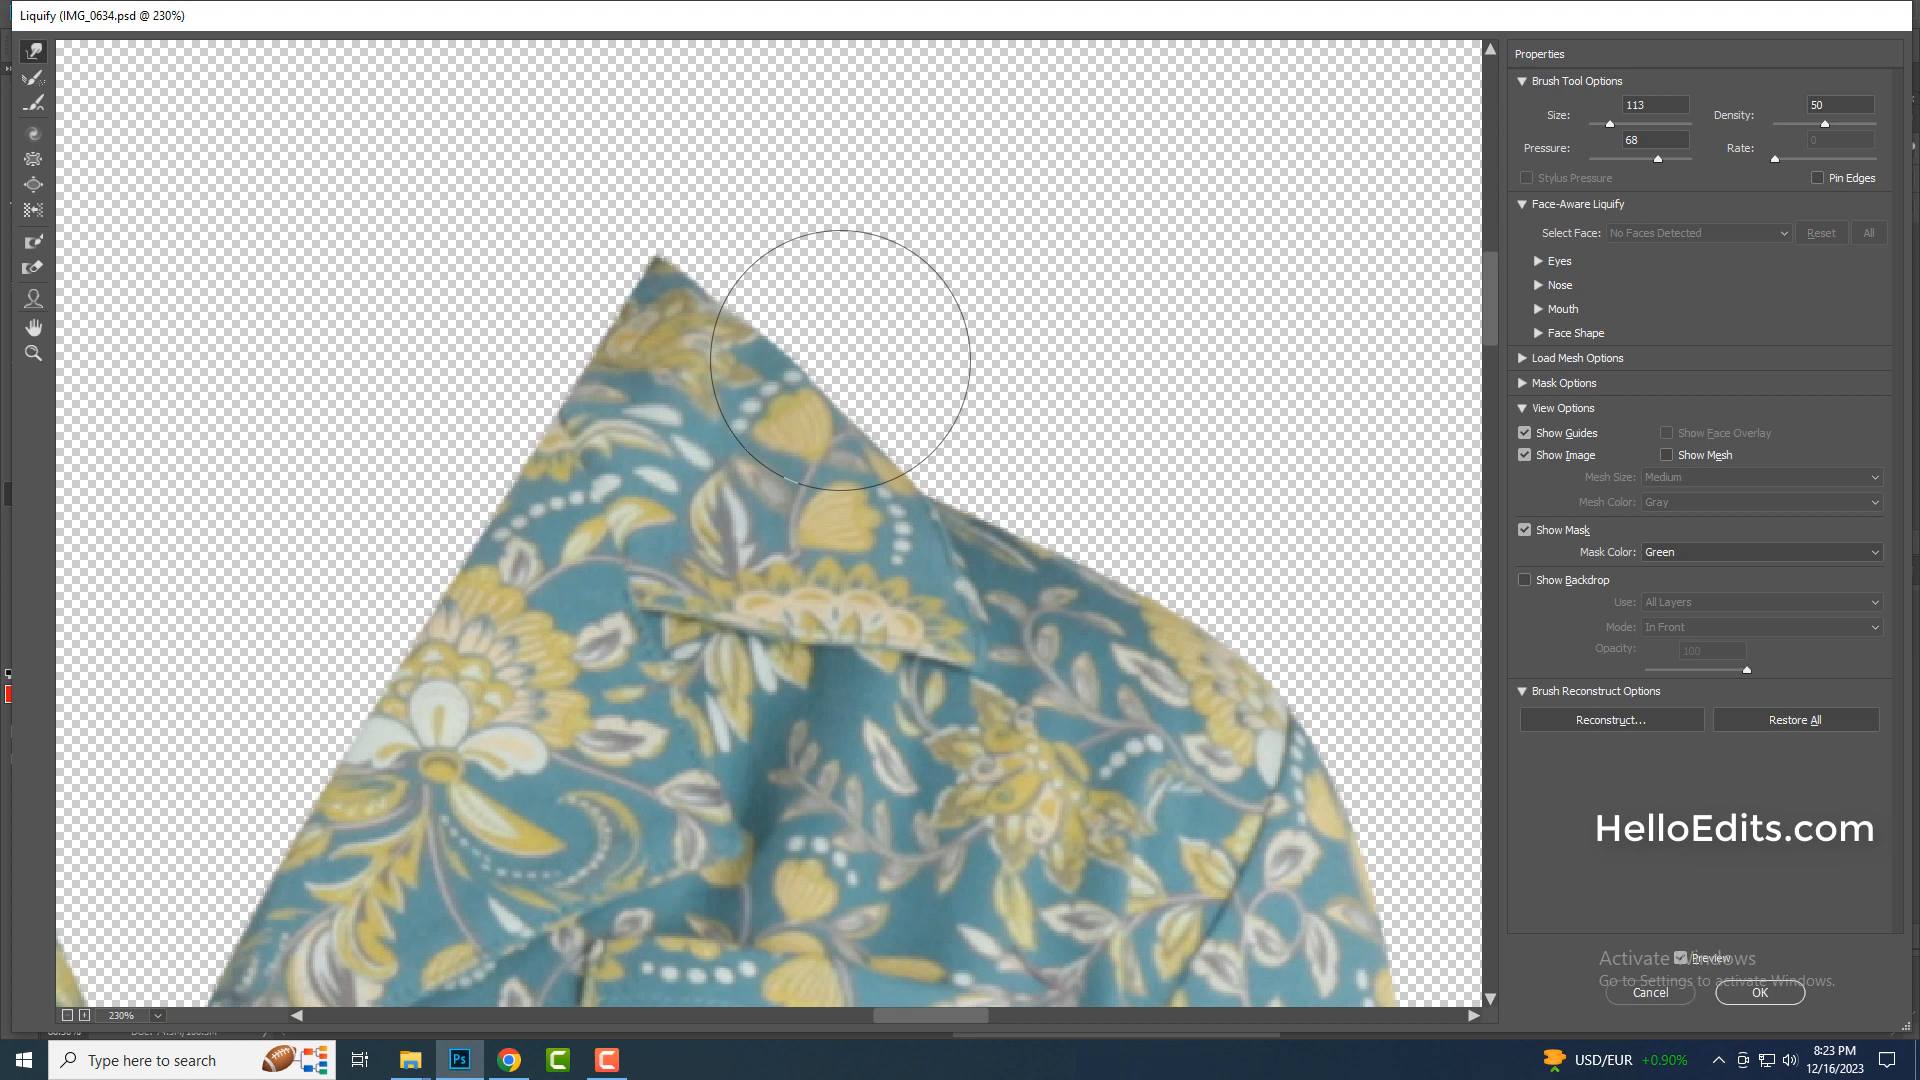 Liquify (IMG_0634.psd @ 230%)
Properties
Brush Tool Options
Size: 113 Density: 50
Pressure: 68 Rate: 0
Stylus Pressure Pin Edges
Face-Aware Liquify
Select Face: No Faces Detected Reset All
Eyes
Nose
Mouth
Face Shape
Load Mesh Options
Mask Options
View Options
Show Guides Show Face Overlay
Show Image Show Mesh
Mesh Size: Medium
Mesh Color: Gray
Show Mask
Mask Color: Green
Show Backdrop
Use: All Layers
Mode: In Front
Opacity: 100
Brush Reconstruct Options
Reconstruct... Restore All
HelloEdits.com
Activate Windows
Preview
Go to Settings to activate Windows.
Cancel OK
230%
Type here to search
Ps
USD/EUR +0.90%
8:23 PM
12/16/2023